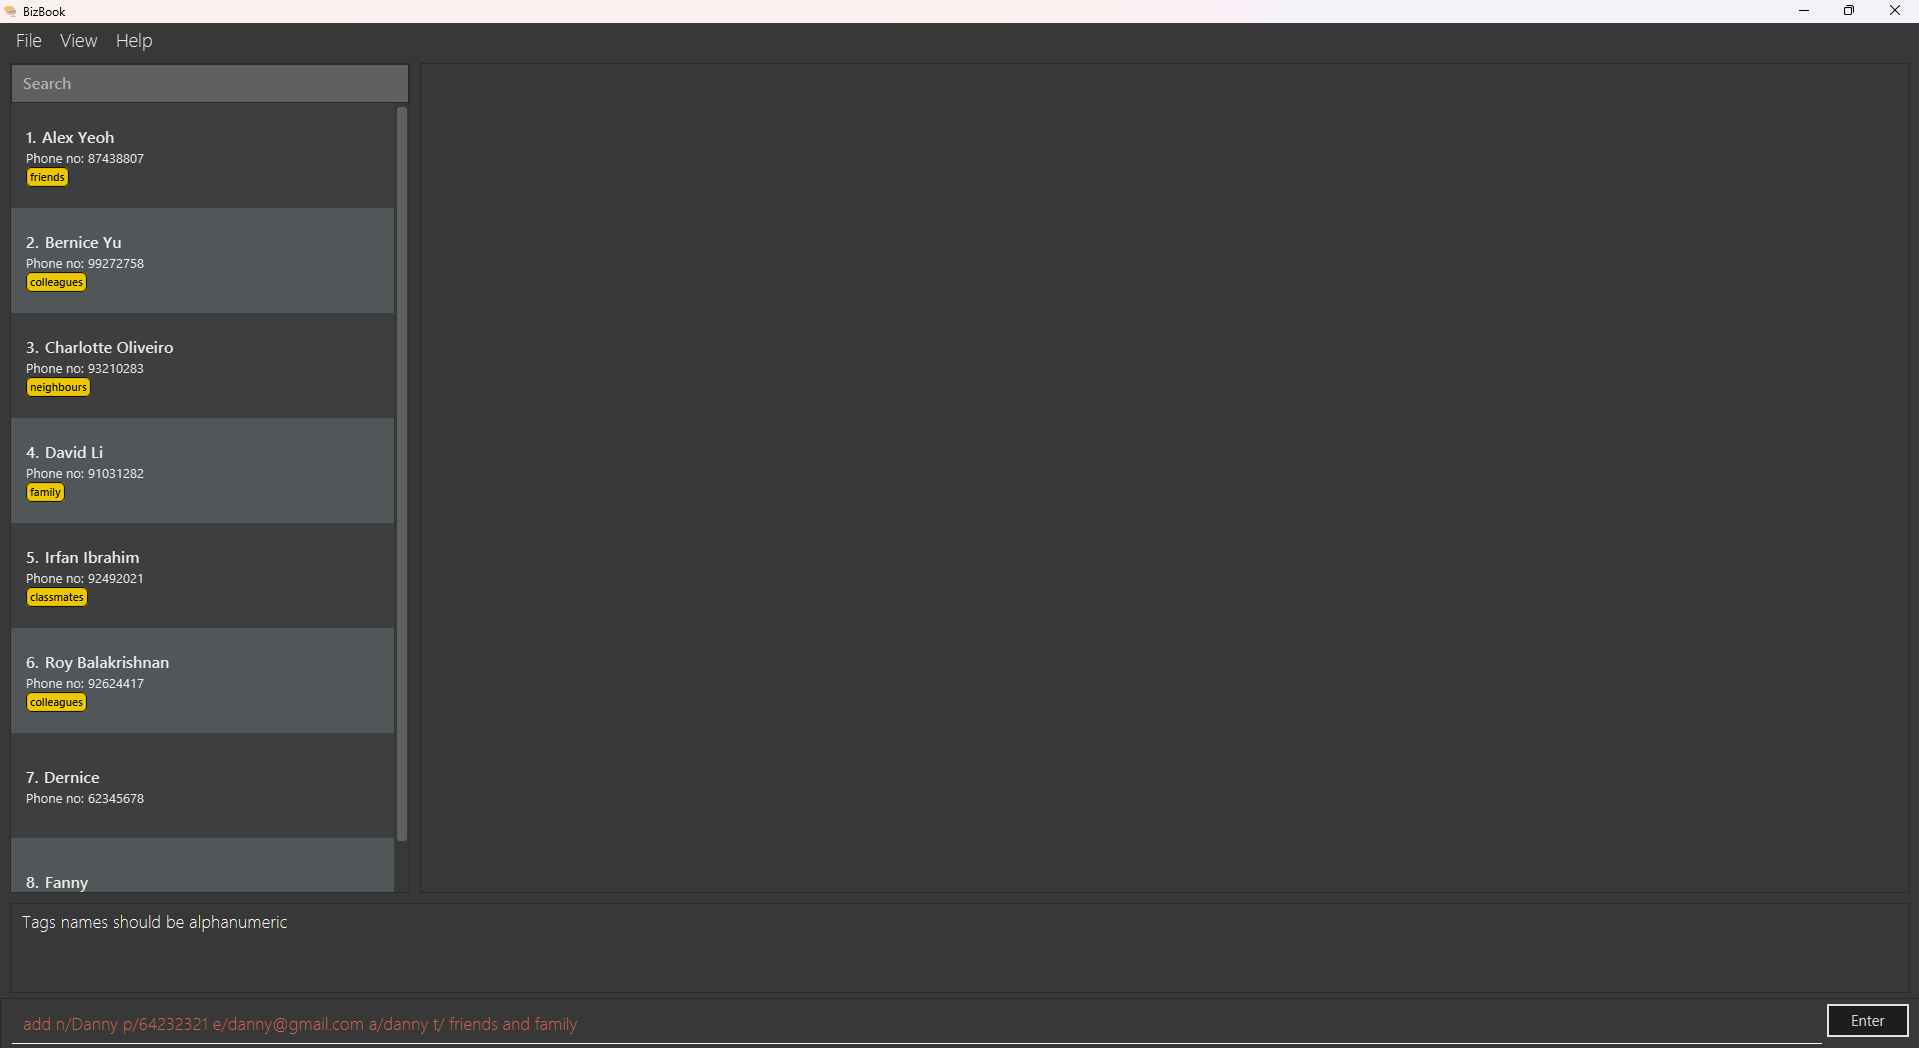 BizBook
File View Help
Search
1. Alex Yeoh
Phone no: 87438807
friends
2. Bernice Yu
Phone no: 99272758
colleagues
3. Charlotte Oliveiro
Phone no: 93210283
neighbours
4. David Li
Phone no: 91031282
family
5. Irfan Ibrahim
Phone no: 92492021
classmates
6. Roy Balakrishnan
Phone no: 92624417
colleagues
7. Dernice
Phone no: 62345678
8. Fanny
Tags names should be alphanumeric
add n/Danny p/64232321 e/danny@gmail.com a/danny t/ friends and family
Enter